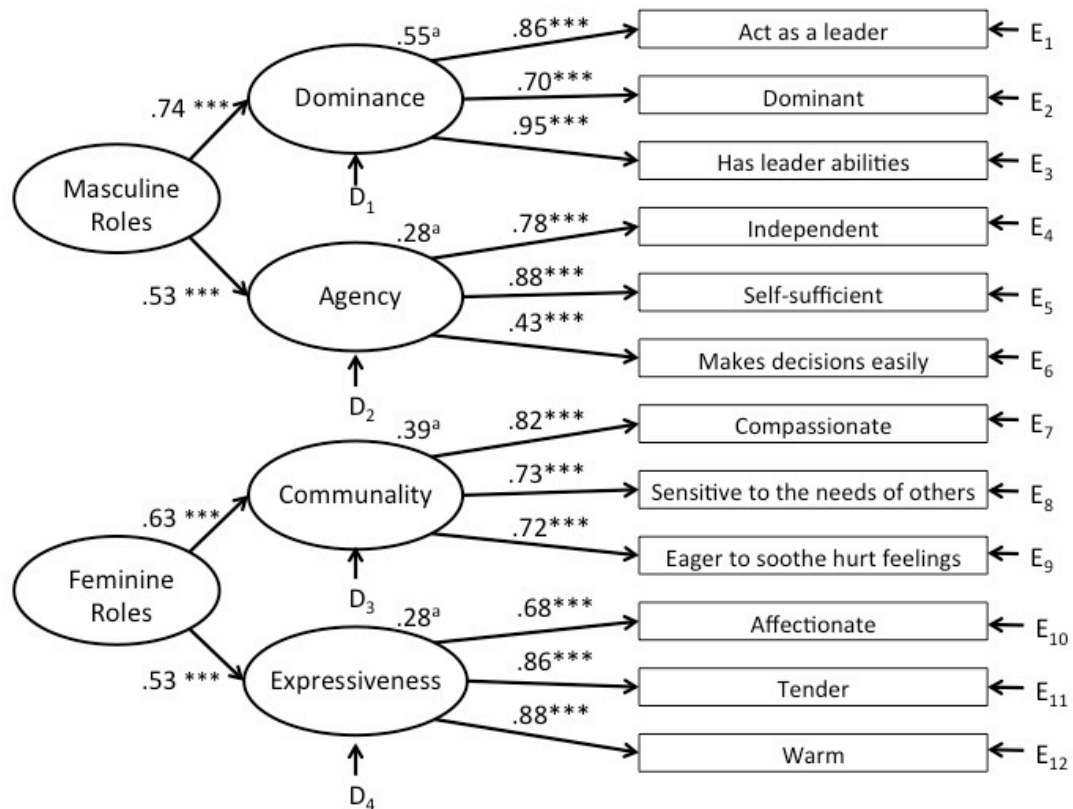 .55ᵃ
.86***
Act as a leader
E₁
Dominance
.70***
Dominant
E₂
.74 ***
.95***
Has leader abilities
E₃
Masculine
Roles
D₁
.28ᵃ
.78***
Independent
E₄
.53 ***
Agency
.88***
Self-sufficient
E₅
.43***
Makes decisions easily
E₆
D₂
.39ᵃ
.82***
Compassionate
E₇
Communality
.73***
Sensitive to the needs of others
E₈
.63 ***
.72***
Eager to soothe hurt feelings
E₉
Feminine
Roles
D₃
.28ᵃ
.68***
Affectionate
E₁₀
.53 ***
Expressiveness
.86***
Tender
E₁₁
.88***
Warm
E₁₂
D₄